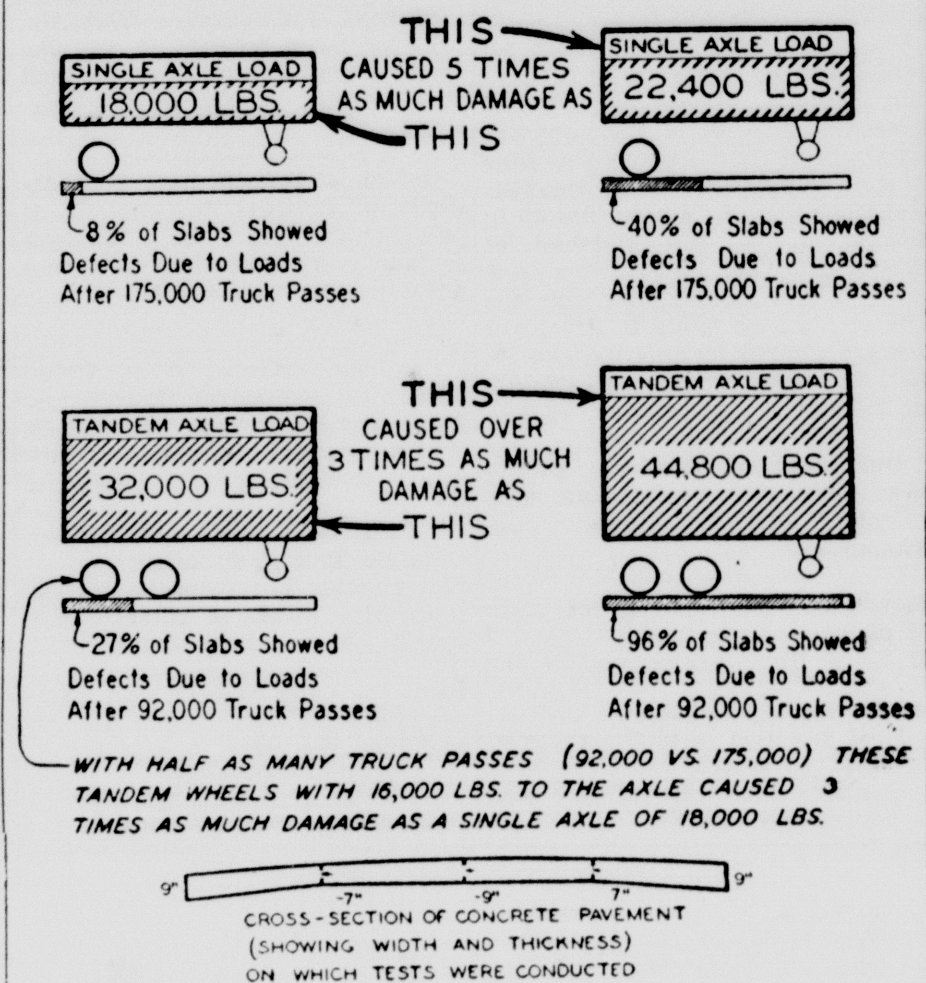 THIS
CAUSED 5 TIMES
AS MUCH DAMAGE AS
THIS
SINGLE AXLE LOAD
18,000 LBS.
SINGLE AXLE LOAD
22,400 LBS.
8% of Slabs Showed
Defects Due to Loads
After 175,000 Truck Passes
40% of Slabs Showed
Defects Due to Loads
After 175,000 Truck Passes
THIS
CAUSED OVER
3 TIMES AS MUCH
DAMAGE AS
THIS
TANDEM AXLE LOAD
32,000 LBS.
TANDEM AXLE LOAD
44,800 LBS.
27% of Slabs Showed
Defects Due to Loads
After 92,000 Truck Passes
96% of Slabs Showed
Defects Due to Loads
After 92,000 Truck Passes
WITH HALF AS MANY TRUCK PASSES (92,000 VS. 175,000) THESE
TANDEM WHEELS WITH 16,000 LBS. TO THE AXLE CAUSED 3
TIMES AS MUCH DAMAGE AS A SINGLE AXLE OF 18,000 LBS.
9" -7" -9" 7" 9"
CROSS-SECTION OF CONCRETE PAVEMENT
(SHOWING WIDTH AND THICKNESS)
ON WHICH TESTS WERE CONDUCTED